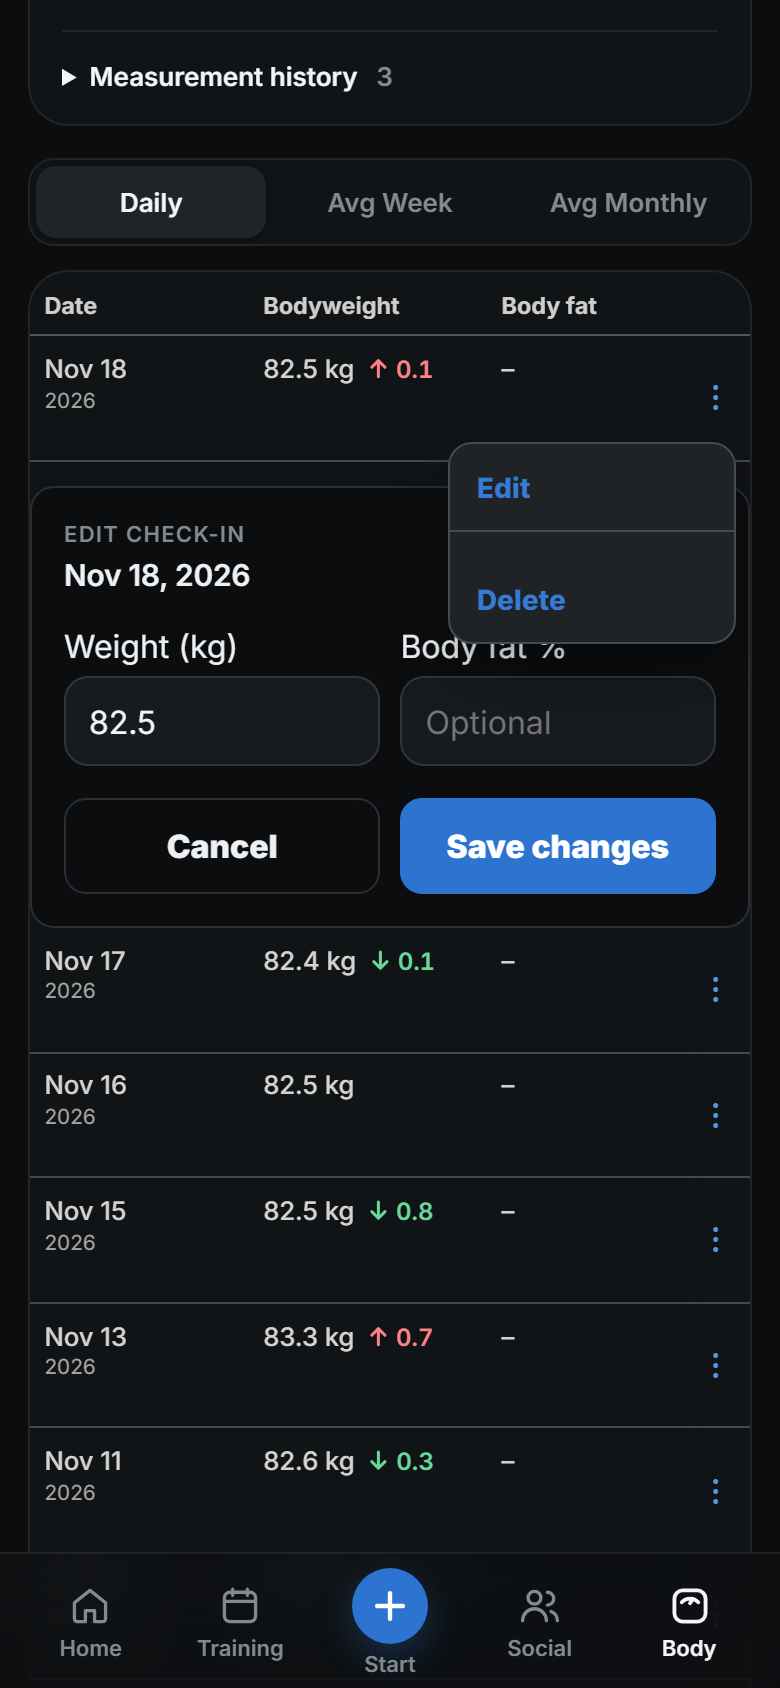 Measurement history 3
Daily Avg Week Avg Monthly
Date Bodyweight Body fat
Nov 18 82.5 kg ↑ 0.1 –
2026
Edit
EDIT CHECK-IN
Nov 18, 2026
Delete
Weight (kg) Body fat %
82.5 Optional
Cancel Save changes
Nov 17 82.4 kg ↓ 0.1 –
2026
Nov 16 82.5 kg –
2026
Nov 15 82.5 kg ↓ 0.8 –
2026
Nov 13 83.3 kg ↑ 0.7 –
2026
Nov 11 82.6 kg ↓ 0.3 –
2026
Home Training Start Social Body